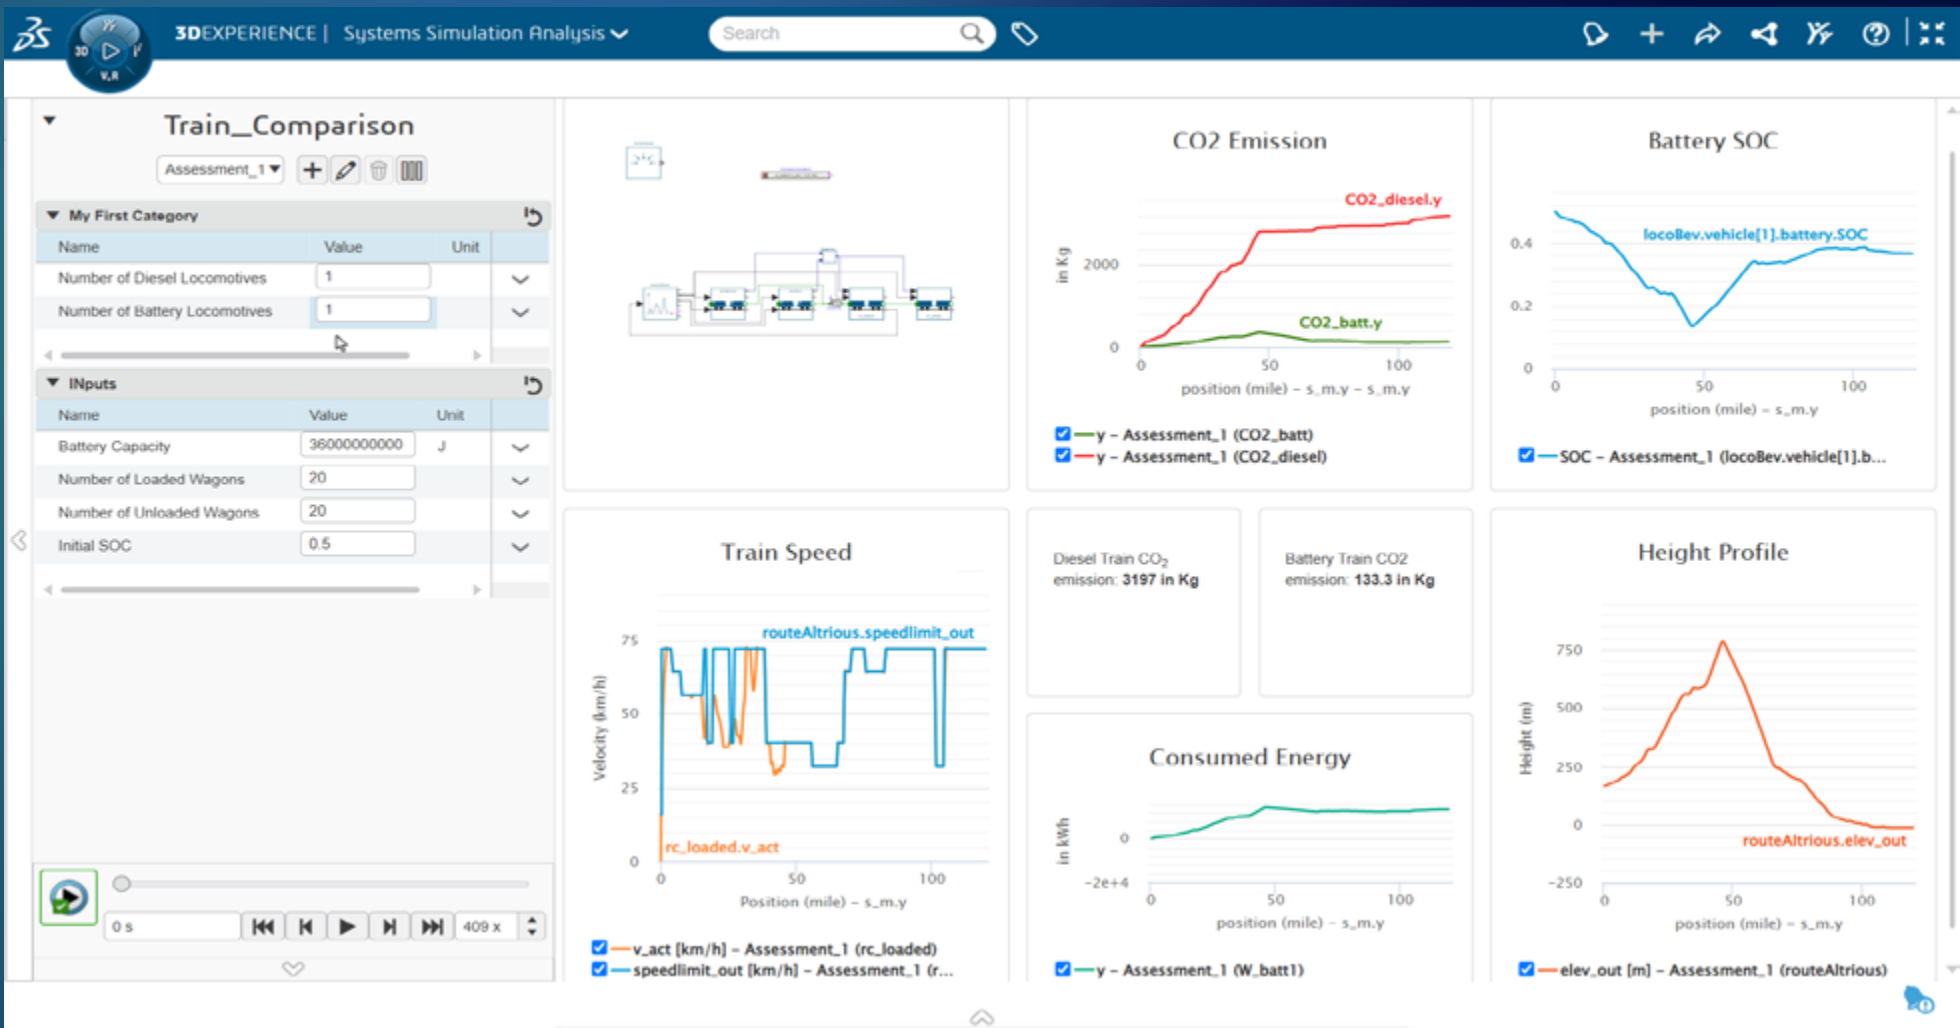 3DEXPERIENCE | Systems Simulation Analysis
Search
3D
V.R
Train_Comparison
Assessment_1
My First Category
Name Value Unit
Number of Diesel Locomotives 1
Number of Battery Locomotives 1
INputs
Name Value Unit
Battery Capacity 36000000000 J
Number of Loaded Wagons 20
Number of Unloaded Wagons 20
Initial SOC 0.5
0 s
409 x
CO2 Emission
CO2_diesel.y
CO2_batt.y
in Kg
2000
0
0 50 100
position (mile) - s_m.y - s_m.y
y - Assessment_1 (CO2_batt)
y - Assessment_1 (CO2_diesel)
Battery SOC
locoBev.vehicle[1].battery.SOC
0.4
0.2
0
0 50 100
position (mile) - s_m.y
SOC - Assessment_1 (locoBev.vehicle[1].b...
Train Speed
routeAltrious.speedlimit_out
rc_loaded.v_act
Velocity (km/h)
75
50
25
0
0 50 100
Position (mile) - s_m.y
v_act [km/h] - Assessment_1 (rc_loaded)
speedlimit_out [km/h] - Assessment_1 (r...
Diesel Train CO2
emission: 3197 in Kg
Battery Train CO2
emission: 133.3 in Kg
Consumed Energy
in kWh
0
-2e+4
0 50 100
position (mile) - s_m.y
y - Assessment_1 (W_batt1)
Height Profile
Height (m)
750
500
250
0
-250
routeAltrious.elev_out
0 50 100
position (mile) - s_m.y
elev_out [m] - Assessment_1 (routeAltrious)